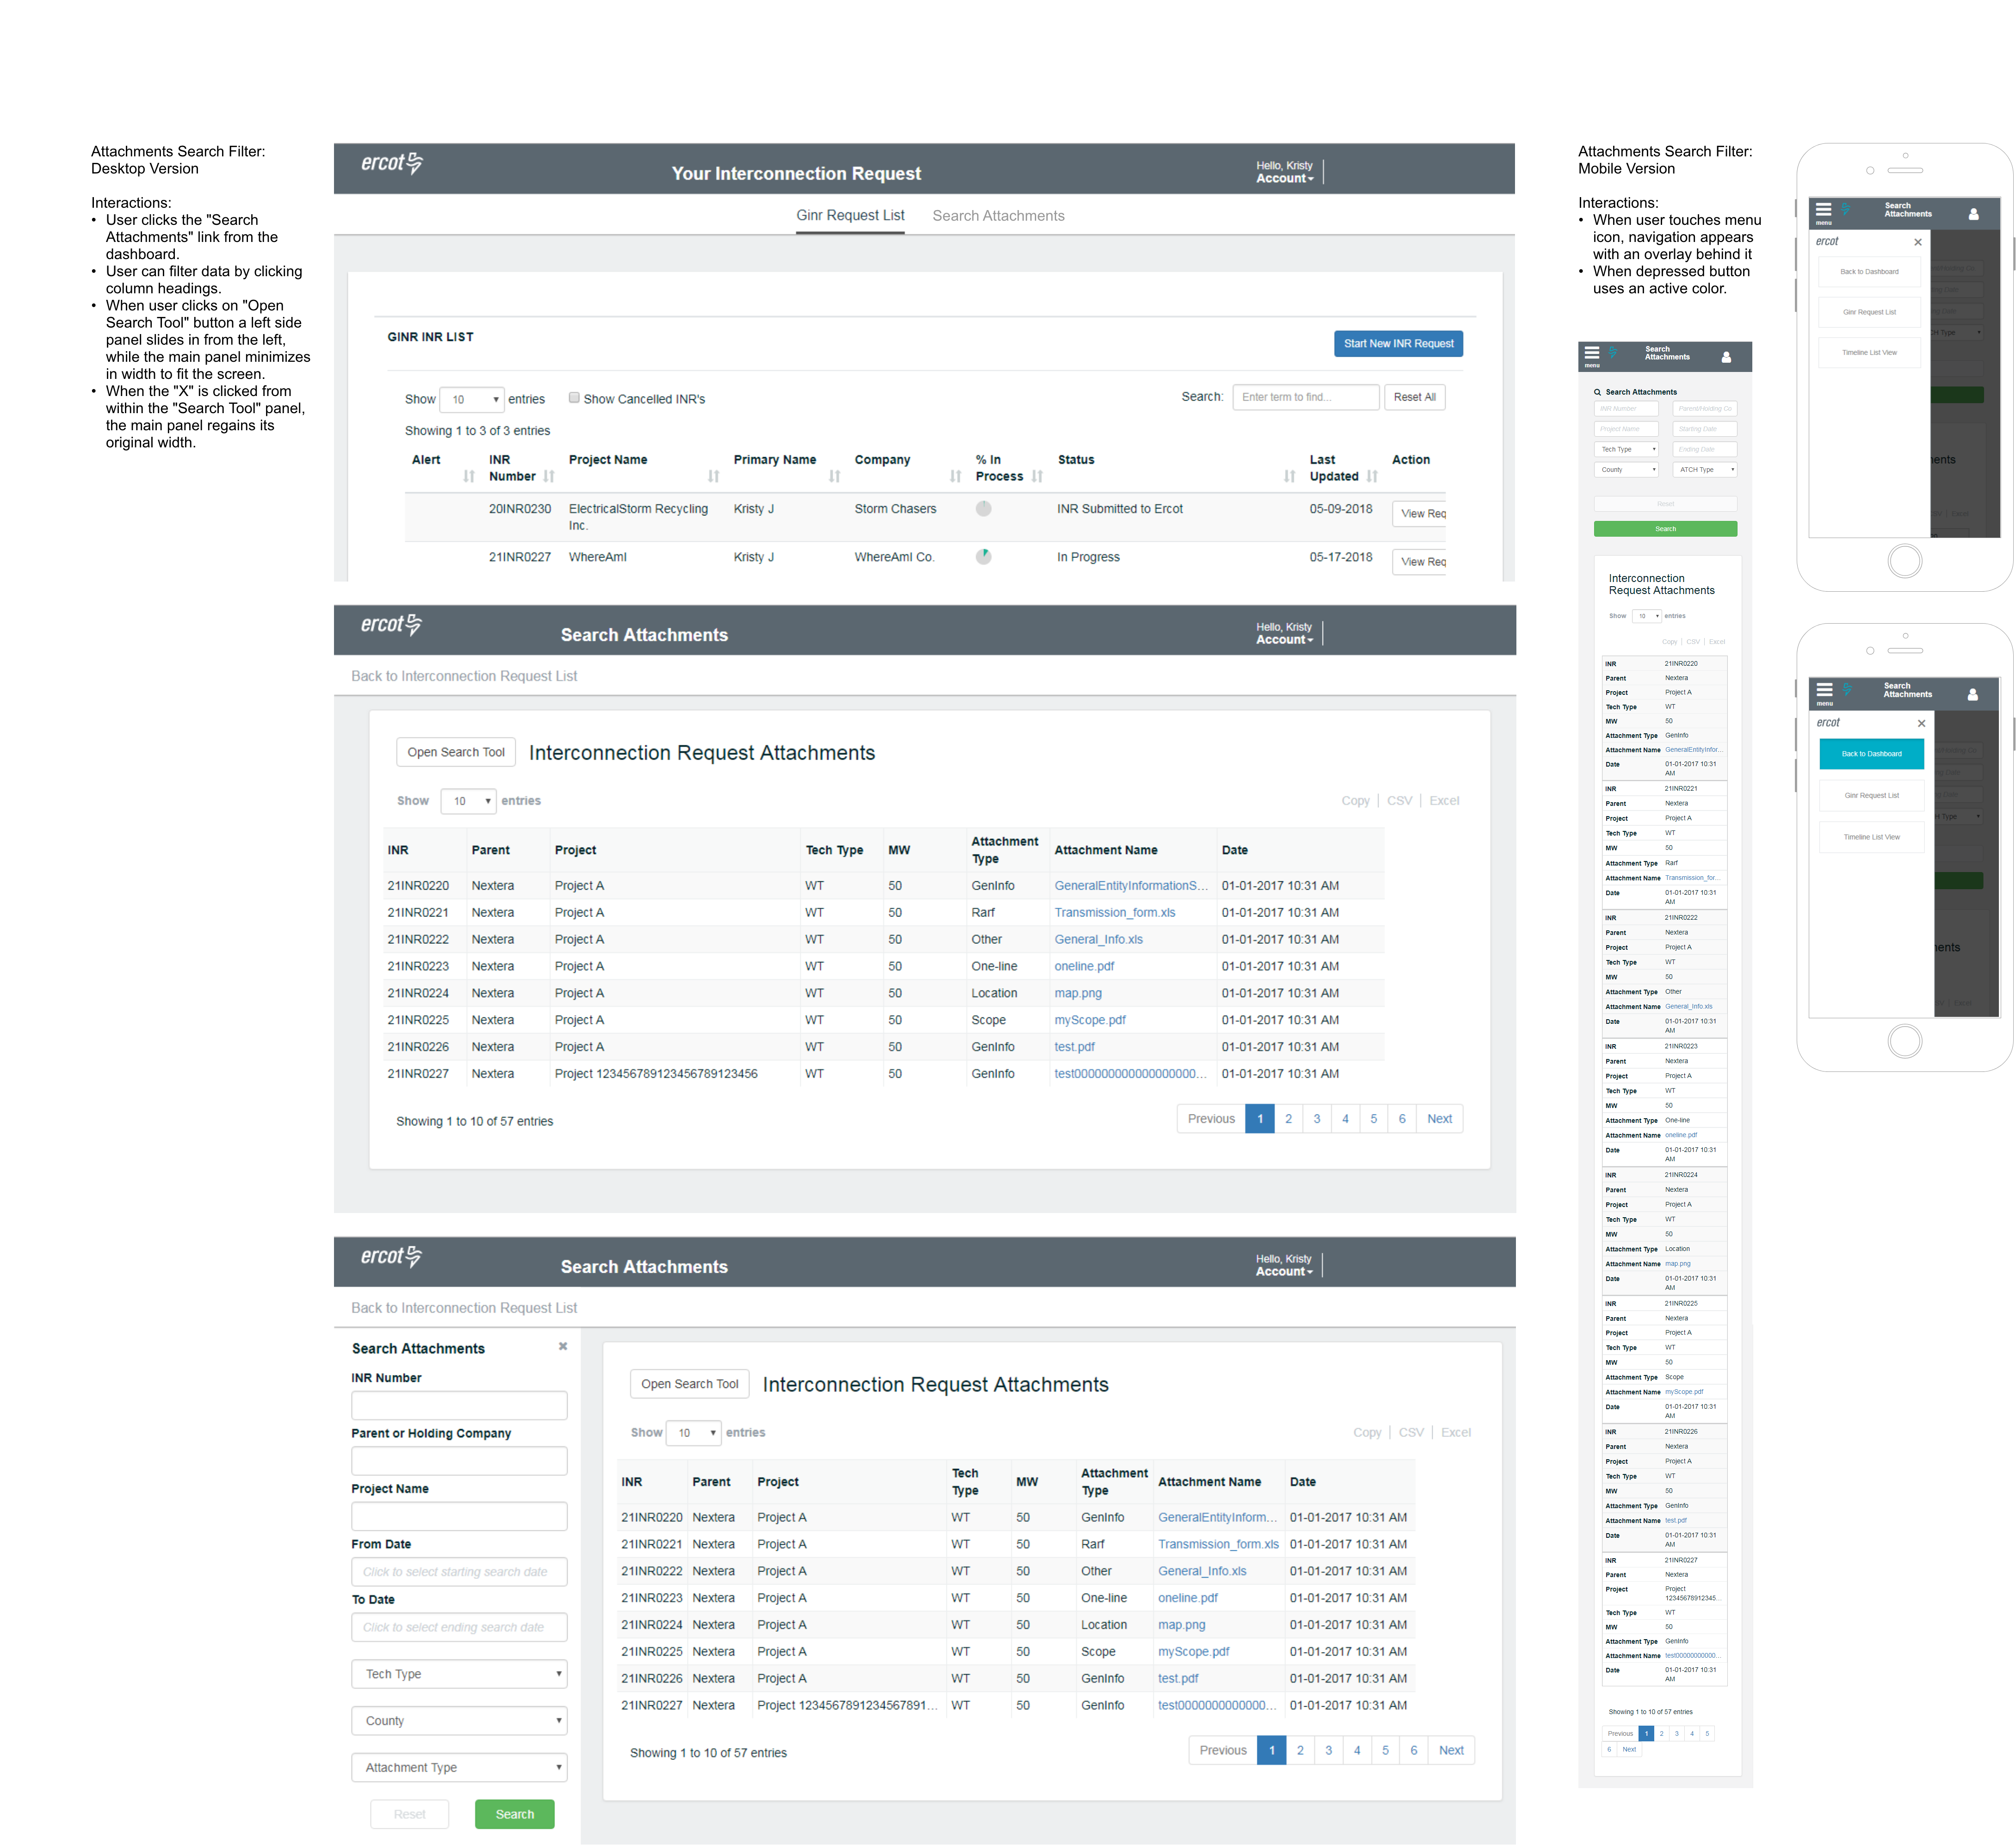 Attachments Search Filter:
Desktop Version
Interactions:
• User clicks the "Search
Attachments" link from the
dashboard.
• User can filter data by clicking
column headings.
• When user clicks on "Open
Search Tool" button a left side
panel slides in from the left,
while the main panel minimizes
in width to fit the screen.
• When the "X" is clicked from
within the "Search Tool" panel,
the main panel regains its
original width.
ercot
Your Interconnection Request
Hello, Kristy
Account
Ginr Request List Search Attachments
GINR INR LIST
Start New INR Request
Show 10 entries Show Cancelled INR's
Search: Enter term to find... Reset All
Showing 1 to 3 of 3 entries
Alert INR Number Project Name Primary Name Company % In Process Status Last Updated Action
20INR0230 ElectricalStorm Recycling Inc. Kristy J Storm Chasers INR Submitted to Ercot 05-09-2018 View Req
21INR0227 WhereAmI Kristy J WhereAmI Co. In Progress 05-17-2018 View Req
ercot
Search Attachments
Hello, Kristy
Account
Back to Interconnection Request List
Open Search Tool Interconnection Request Attachments
Show 10 entries
Copy | CSV | Excel
INR Parent Project Tech Type MW Attachment Type Attachment Name Date
21INR0220 Nextera Project A WT 50 GenInfo GeneralEntityInformationS... 01-01-2017 10:31 AM
21INR0221 Nextera Project A WT 50 Rarf Transmission_form.xls 01-01-2017 10:31 AM
21INR0222 Nextera Project A WT 50 Other General_Info.xls 01-01-2017 10:31 AM
21INR0223 Nextera Project A WT 50 One-line oneline.pdf 01-01-2017 10:31 AM
21INR0224 Nextera Project A WT 50 Location map.png 01-01-2017 10:31 AM
21INR0225 Nextera Project A WT 50 Scope myScope.pdf 01-01-2017 10:31 AM
21INR0226 Nextera Project A WT 50 GenInfo test.pdf 01-01-2017 10:31 AM
21INR0227 Nextera Project 123456789123456789123456 WT 50 GenInfo test000000000000000000... 01-01-2017 10:31 AM
Showing 1 to 10 of 57 entries
Previous 1 2 3 4 5 6 Next
ercot
Search Attachments
Hello, Kristy
Account
Back to Interconnection Request List
Search Attachments
INR Number
Parent or Holding Company
Project Name
From Date
Click to select starting search date
To Date
Click to select ending search date
Tech Type
County
Attachment Type
Reset Search
Open Search Tool Interconnection Request Attachments
Show 10 entries
Copy | CSV | Excel
INR Parent Project Tech Type MW Attachment Type Attachment Name Date
21INR0220 Nextera Project A WT 50 GenInfo GeneralEntityInform... 01-01-2017 10:31 AM
21INR0221 Nextera Project A WT 50 Rarf Transmission_form.xls 01-01-2017 10:31 AM
21INR0222 Nextera Project A WT 50 Other General_Info.xls 01-01-2017 10:31 AM
21INR0223 Nextera Project A WT 50 One-line oneline.pdf 01-01-2017 10:31 AM
21INR0224 Nextera Project A WT 50 Location map.png 01-01-2017 10:31 AM
21INR0225 Nextera Project A WT 50 Scope myScope.pdf 01-01-2017 10:31 AM
21INR0226 Nextera Project A WT 50 GenInfo test.pdf 01-01-2017 10:31 AM
21INR0227 Nextera Project 1234567891234567891... WT 50 GenInfo test0000000000000... 01-01-2017 10:31 AM
Showing 1 to 10 of 57 entries
Previous 1 2 3 4 5 6 Next
Attachments Search Filter:
Mobile Version
Interactions:
• When user touches menu
icon, navigation appears
with an overlay behind it
• When depressed button
uses an active color.
menu
Search
Attachments
Search Attachments
INR Number Parent/Holding Co
Project Name Starting Date
Tech Type Ending Date
County ATCH Type
Reset
Search
Interconnection
Request Attachments
Show 10 entries
Copy | CSV | Excel
INR 21INR0220
Parent Nextera
Project Project A
Tech Type WT
MW 50
Attachment Type GenInfo
Attachment Name GeneralEntityInfor...
Date 01-01-2017 10:31
AM
INR 21INR0221
Parent Nextera
Project Project A
Tech Type WT
MW 50
Attachment Type Rarf
Attachment Name Transmission_for...
Date 01-01-2017 10:31
AM
INR 21INR0222
Parent Nextera
Project Project A
Tech Type WT
MW 50
Attachment Type Other
Attachment Name General_Info.xls
Date 01-01-2017 10:31
AM
INR 21INR0223
Parent Nextera
Project Project A
Tech Type WT
MW 50
Attachment Type One-line
Attachment Name oneline.pdf
Date 01-01-2017 10:31
AM
INR 21INR0224
Parent Nextera
Project Project A
Tech Type WT
MW 50
Attachment Type Location
Attachment Name map.png
Date 01-01-2017 10:31
AM
INR 21INR0225
Parent Nextera
Project Project A
Tech Type WT
MW 50
Attachment Type Scope
Attachment Name myScope.pdf
Date 01-01-2017 10:31
AM
INR 21INR0226
Parent Nextera
Project Project A
Tech Type WT
MW 50
Attachment Type GenInfo
Attachment Name test.pdf
Date 01-01-2017 10:31
AM
INR 21INR0227
Parent Nextera
Project Project
12345678912345...
Tech Type WT
MW 50
Attachment Type GenInfo
Attachment Name test00000000000...
Date 01-01-2017 10:31
AM
Showing 1 to 10 of 57 entries
Previous 1 2 3 4 5
6 Next
menu
Search
Attachments
ercot
Back to Dashboard
Ginr Request List
Timeline List View
CH Type
ents
menu
Search
Attachments
ercot
Back to Dashboard
Ginr Request List
Timeline List View
H Type
ents